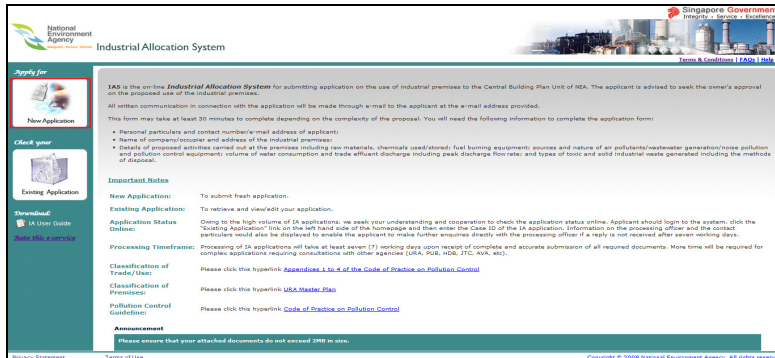 Singapore Government
Integrity • Service • Excellence
National
Environment
Agency
Industrial Allocation System
Terms & Conditions | FAQs | Help
Apply for
New Application
Check your
Existing Application
Download:
IA User Guide
Rate this e-service
IAS is the on-line Industrial Allocation System for submitting application on the use of industrial premises to the Central Building Plan Unit of NEA. The applicant is advised to seek the owner's approval
on the proposed use of the industrial premises.
All written communication in connection with the application will be made through e-mail to the applicant at the e-mail address provided.
This form may take at least 30 minutes to complete depending on the complexity of the proposal. You will need the following information to complete the application form:
• Personal particulars and contact number/e-mail address of applicant;
• Name of company/occupier and address of the industrial premises;
• Details of proposed activities carried out at the premises including raw materials, chemicals used/stored; fuel burning equipment; sources and nature of air pollutants/wastewater generation/noise pollution
and pollution control equipment; volume of water consumption and trade effluent discharge including peak discharge flow rate; and types of toxic and solid industrial waste generated including the methods
of disposal.
Important Notes
New Application: To submit fresh application.
Existing Application: To retrieve and view/edit your application.
Application Status Online: Owing to the high volume of IA applications, we seek your understanding and cooperation to check the application status online. Applicant should login to the system, click the
"Existing Application" link on the left hand side of the homepage and then enter the Case ID of the IA application. Information on the processing officer and the contact
particulars would also be displayed to enable the applicant to make further enquiries directly with the processing officer if a reply is not received after seven working days.
Processing Timeframe: Processing of IA applications will take at least seven (7) working days upon receipt of complete and accurate submission of all required documents. More time will be required for
complex applications requiring consultations with other agencies (URA, PUB, HDB, JTC, AVA, etc).
Classification of Trade/Use: Please click this hyperlink Appendices 1 to 4 of the Code of Practice on Pollution Control
Classification of Premises: Please click this hyperlink URA Master Plan
Pollution Control Guideline: Please click this hyperlink Code of Practice on Pollution Control
Announcement
Please ensure that your attached documents do not exceed 2MB in size.
Privacy Statement Terms of Use Copyright © 2009 National Environment Agency. All rights